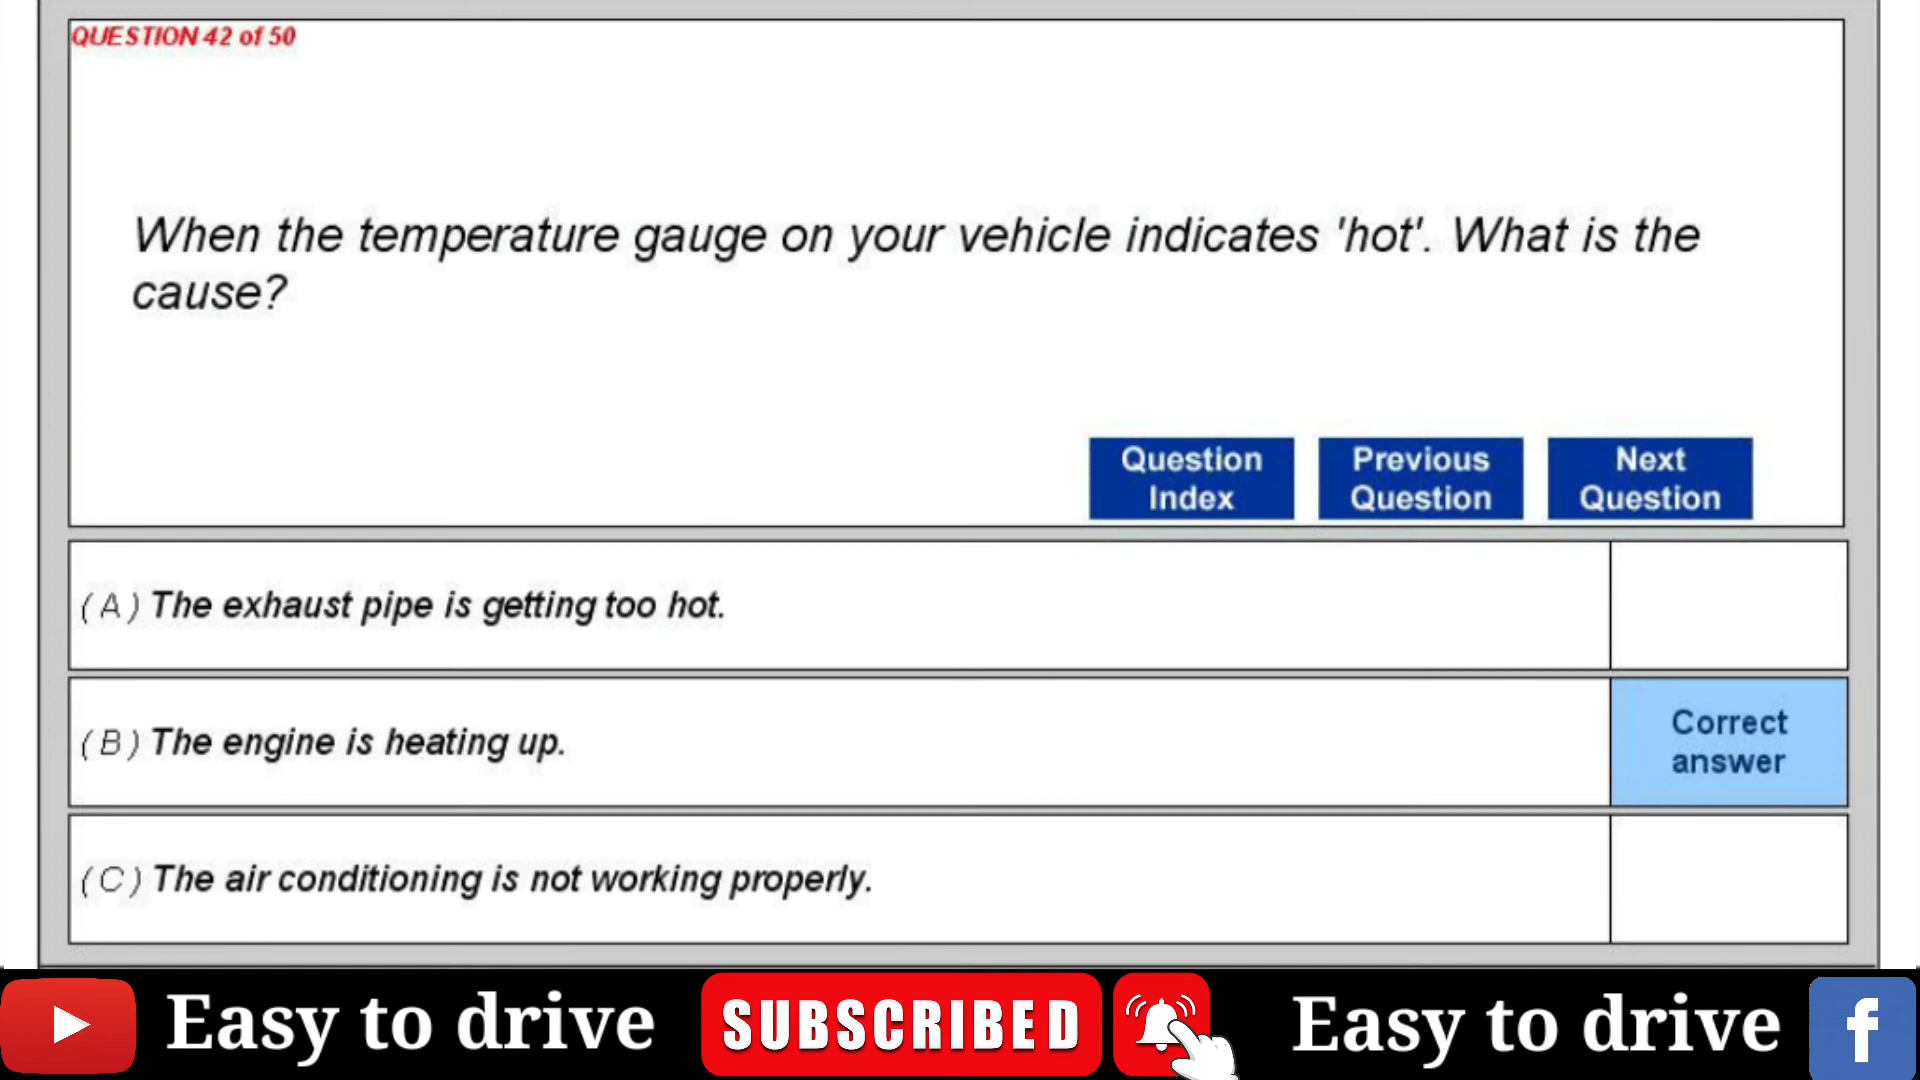 QUESTION 42 of 50
When the temperature gauge on your vehicle indicates 'hot'. What is the
cause?
Question
Index
Previous
Question
Next
Question
(A) The exhaust pipe is getting too hot.
(B) The engine is heating up.
Correct
answer
(C) The air conditioning is not working properly.
Easy to drive
SUBSCRIBED
Easy to drive
f